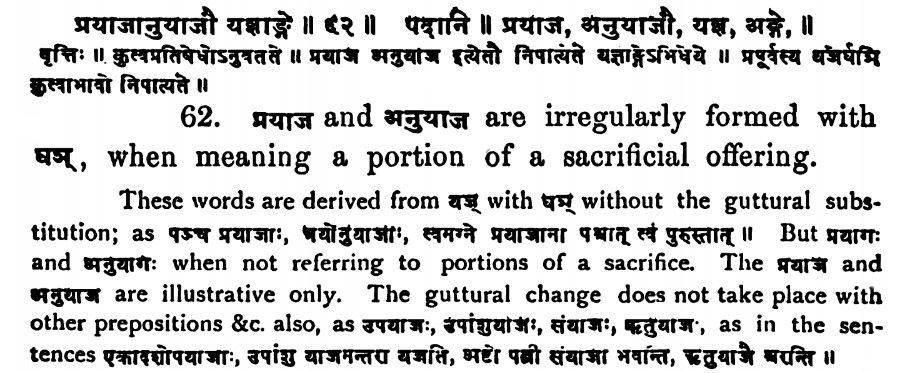 प्रयाजानुयाजौ यज्ञाङ्गे ॥ ६२ ॥ पदानि ॥ प्रयाज, अनुयाजौ, यज्ञ, अङ्गे, ॥
वृत्तिः ॥ कुत्वप्रतिषेधोऽनुवर्तते ॥ प्रयाज अनुयाज इत्येतौ निपात्येते यज्ञाङ्गेऽभिधेये ॥ प्रपूर्वस्य यजेर्घञि
कुत्वाभावो निपात्यते ॥
62. प्रयाज and अनुयाज are irregularly formed with
घञ्, when meaning a portion of a sacrificial offering.
These words are derived from यज् with घञ् without the guttural subs-
titution; as पञ्च प्रयाजाः, त्रयोनुयाजाः, त्वमग्ने प्रयाजाना पश्चात् त्वं पुरुस्तात् ॥ But प्रयागः
and अनुयागः when not referring to portions of a sacrifice. The प्रयाज and
अनुयाज are illustrative only. The guttural change does not take place with
other prepositions &c. also, as उपयाजः, उपांशुयाजः, संयाजः, ऋतुयाज, as in the sen-
tences एकादशोपयाजाः, उपांशु याजमन्तरा यजति, अष्टो पत्नी संयाजा भवन्ति, ऋतुयाजै श्चरन्ति ॥